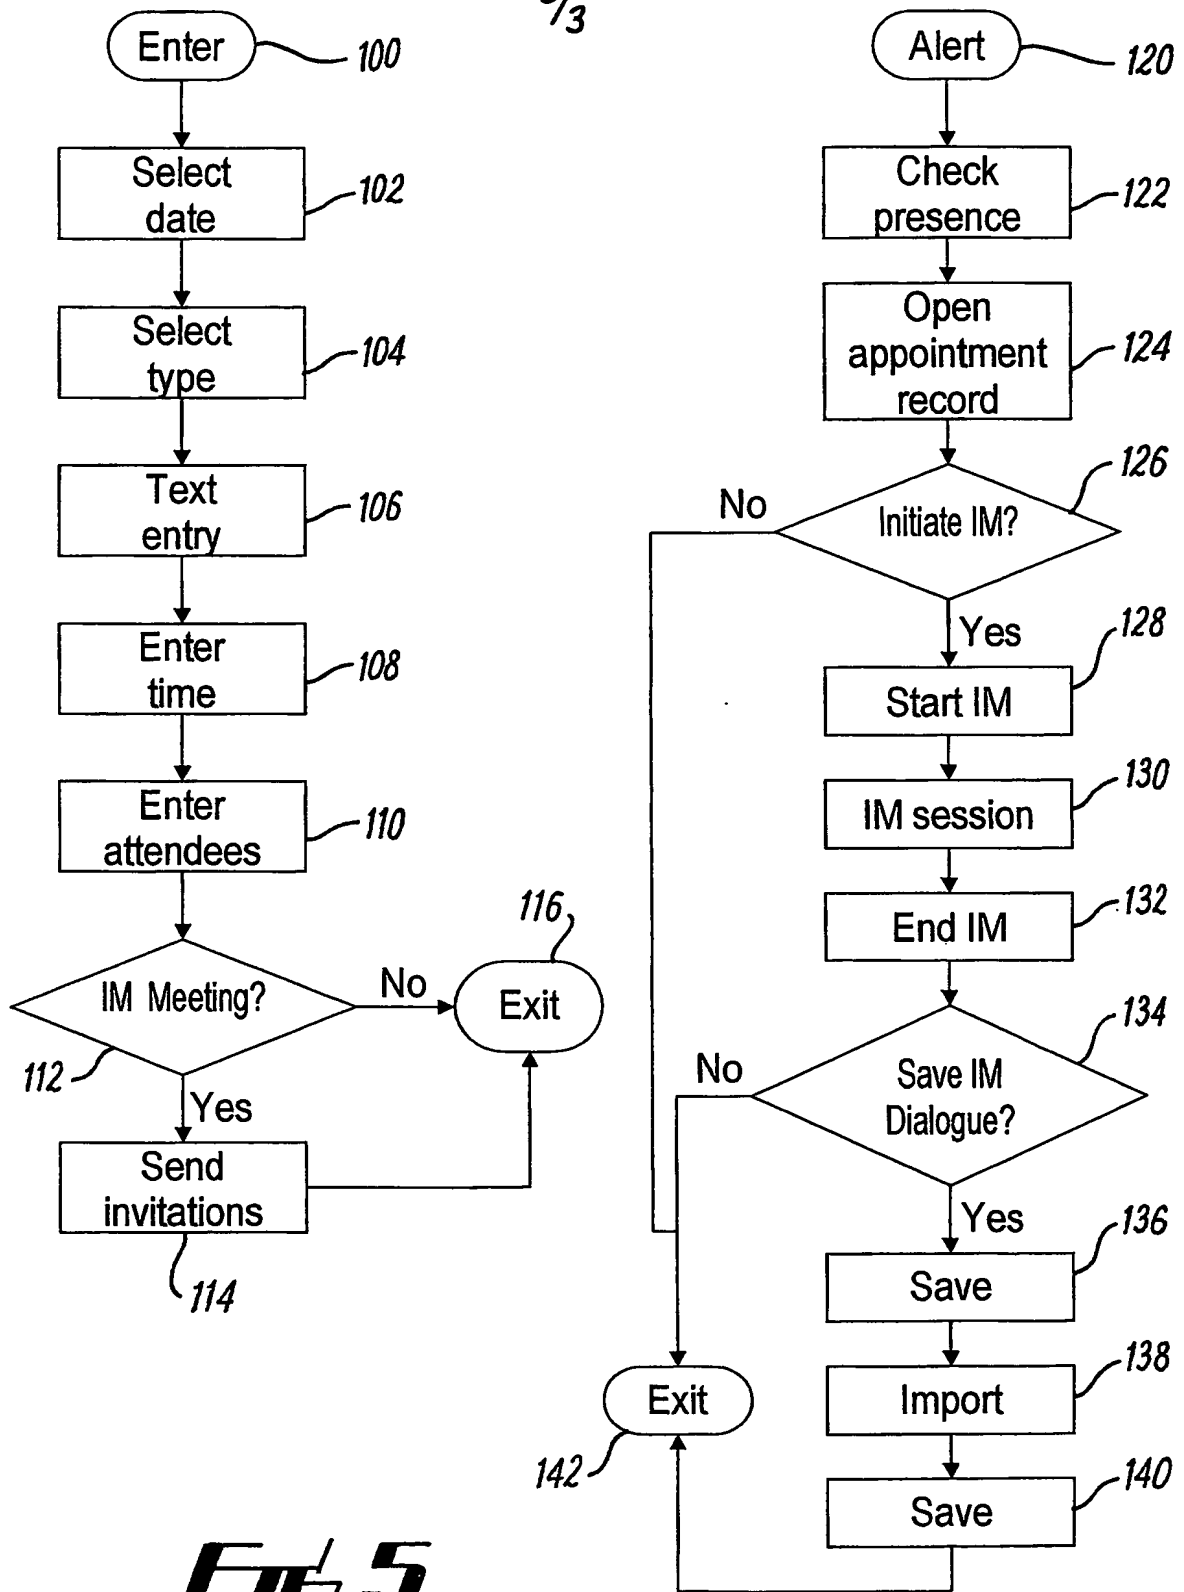 Enter
100
Select
date
102
Select
type
104
Text
entry
106
Enter
time
108
Enter
attendees
110
IM Meeting?
112
No
116
Exit
Yes
Send
invitations
114
Alert
120
Check
presence
122
Open
appointment
record
124
Initiate IM?
126
No
Yes
Start IM
128
IM session
130
End IM
132
Save IM
Dialogue?
134
No
Yes
Save
136
Import
138
Save
140
Exit
142